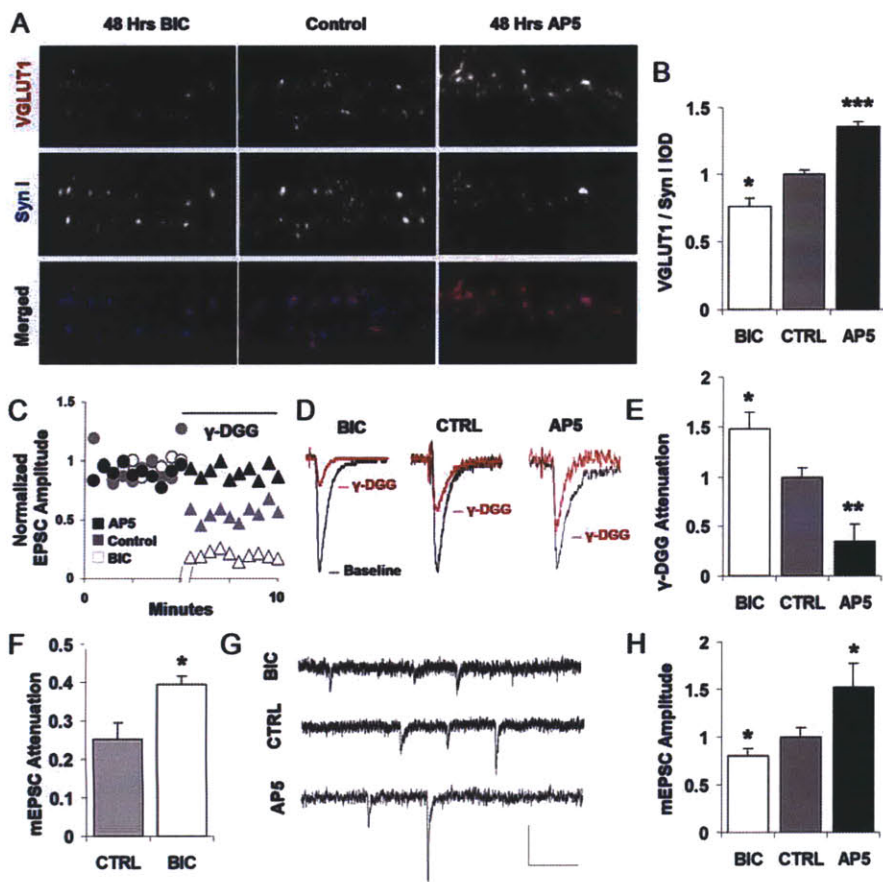 A
48 Hrs BIC
Control
48 Hrs AP5
VGLUT1
Syn I
Merged
B
VGLUT1 / Syn I IOD
1.5
1
0.5
0
*
***
BIC
CTRL
AP5
C
Normalized
EPSC Amplitude
1.5
1
0.5
0
γ-DGG
AP5
Control
BIC
0
Minutes
10
D
BIC
CTRL
AP5
γ-DGG
γ-DGG
γ-DGG
Baseline
E
γ-DGG Attenuation
2
1.5
1
0.5
0
*
**
BIC
CTRL
AP5
F
mEPSC Attenuation
0.5
0.4
0.3
0.2
0.1
0
*
CTRL
BIC
G
BIC
CTRL
AP5
H
mEPSC Amplitude
2
1.5
1
0.5
0
*
*
BIC
CTRL
AP5